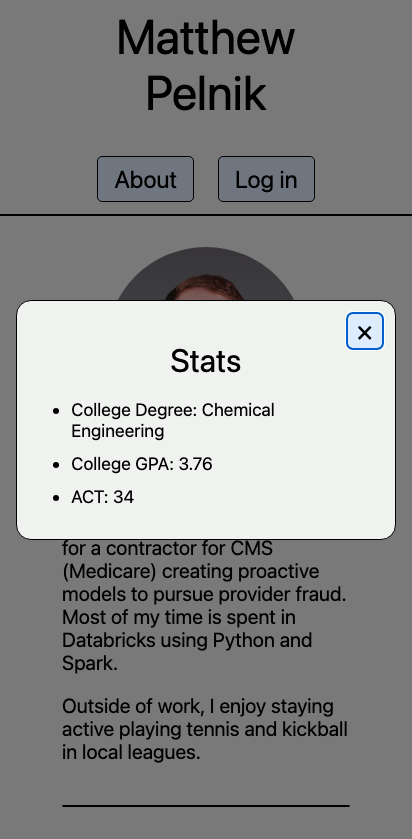 Matthew
Pelnik
About
Log in
×
Stats
• College Degree: Chemical
Engineering
• College GPA: 3.76
• ACT: 34
for a contractor for CMS
(Medicare) creating proactive
models to pursue provider fraud.
Most of my time is spent in
Databricks using Python and
Spark.
Outside of work, I enjoy staying
active playing tennis and kickball
in local leagues.